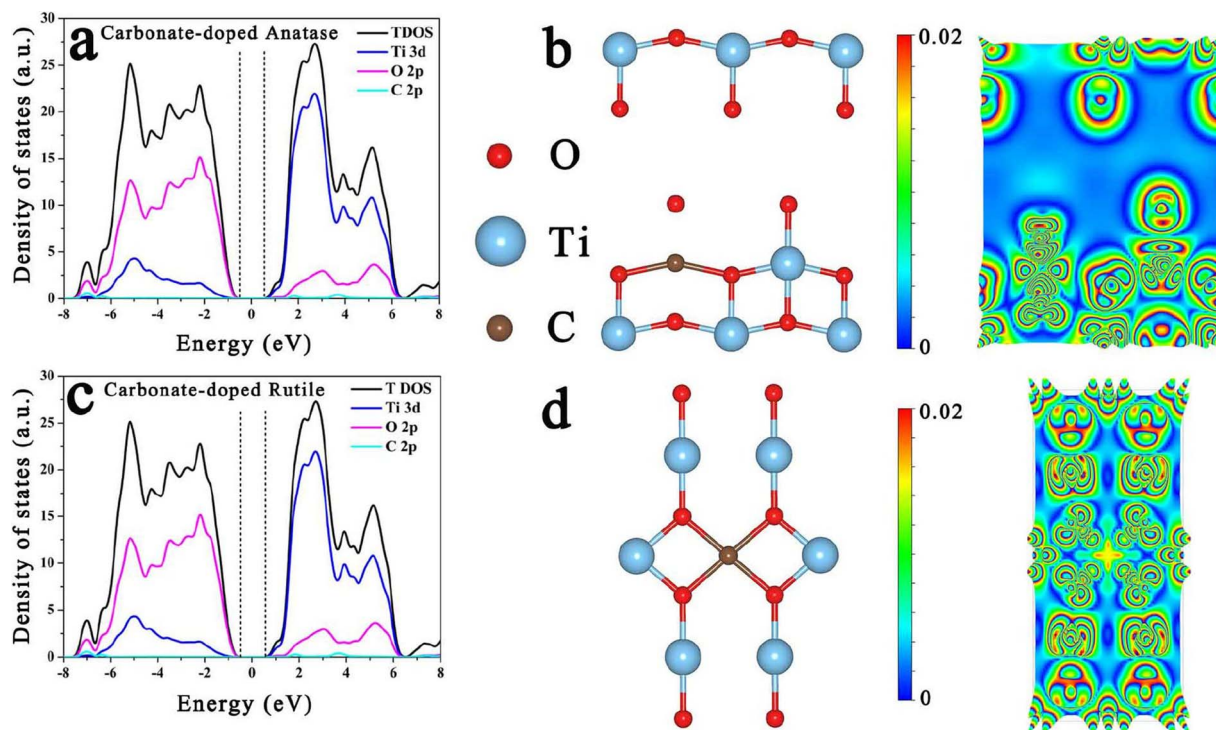 a
Carbonate-doped Anatase
TDOS
Ti 3d
O 2p
C 2p
Density of states (a.u.)
30
25
20
15
10
5
0
-8 -6 -4 -2 0 2 4 6 8
Energy (eV)
b
O
Ti
C
0.02
0
c
Carbonate-doped Rutile
T DOS
Ti 3d
O 2p
C 2p
Density of states (a.u.)
30
25
20
15
10
5
0
-8 -6 -4 -2 0 2 4 6 8
Energy (eV)
d
0.02
0